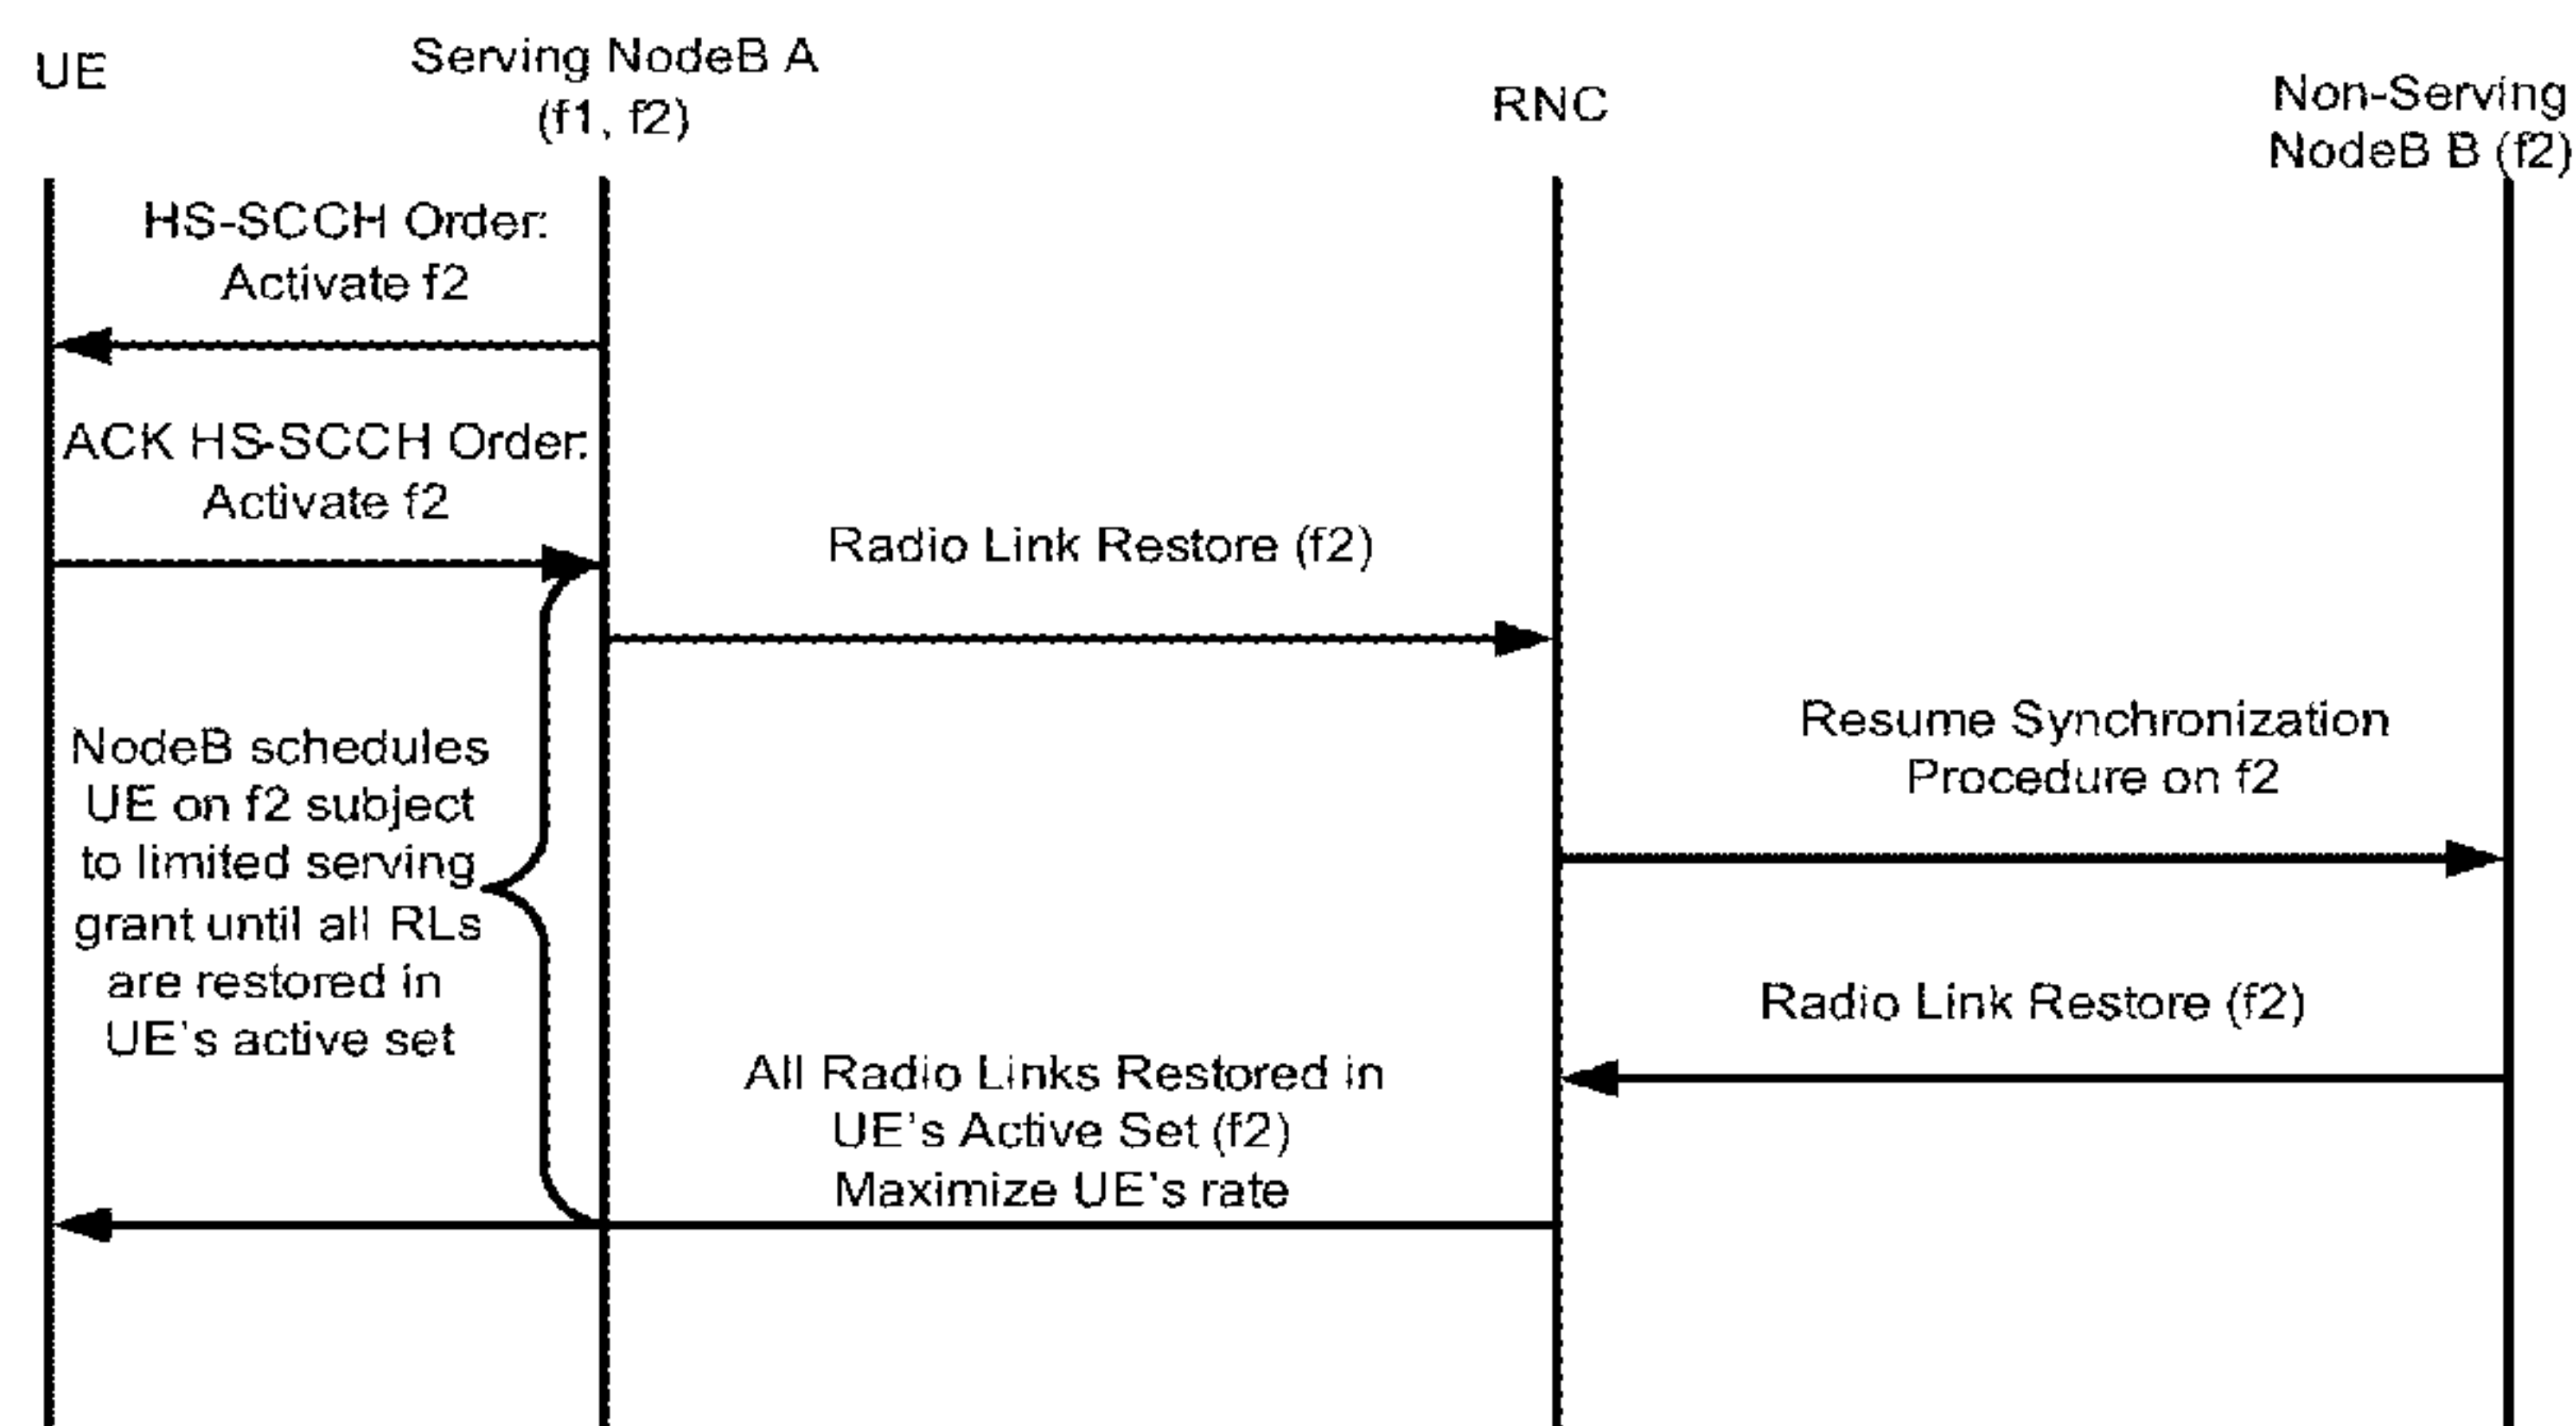 UE
Serving NodeB A
(f1, f2)
RNC
Non-Serving
NodeB B (f2)
HS-SCCH Order:
Activate f2
ACK HS-SCCH Order:
Activate f2
Radio Link Restore (f2)
NodeB schedules
UE on f2 subject
to limited serving
grant until all RLs
are restored in
UE's active set
Resume Synchronization
Procedure on f2
Radio Link Restore (f2)
All Radio Links Restored in
UE's Active Set (f2)
Maximize UE's rate